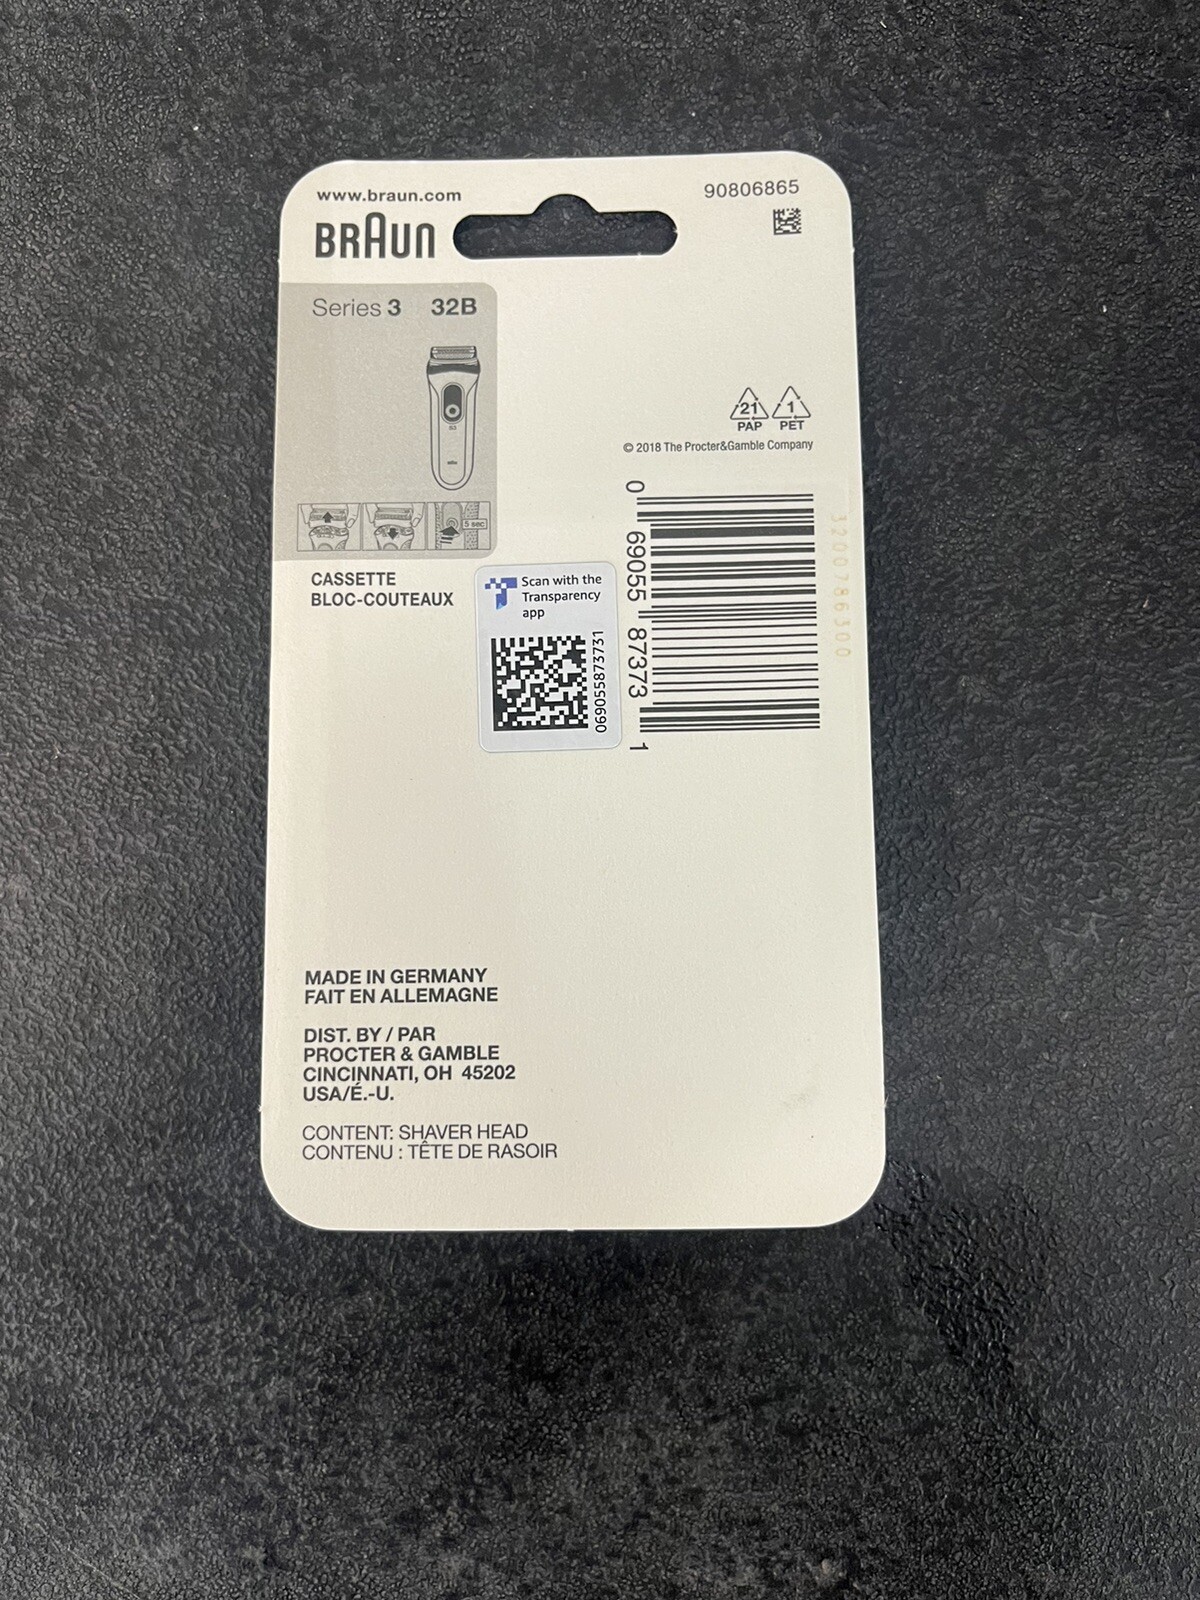 www.braun.com
BRAUN
90806865
Series 3 32B
5 sec
21
PAP
1
PET
© 2018 The Procter&Gamble Company
CASSETTE
BLOC-COUTEAUX
Scan with the
Transparency
app
069055873731
0 69055 87373 1
3200786300
MADE IN GERMANY
FAIT EN ALLEMAGNE
DIST. BY / PAR
PROCTER & GAMBLE
CINCINNATI, OH 45202
USA/É.-U.
CONTENT: SHAVER HEAD
CONTENU : TÊTE DE RASOIR